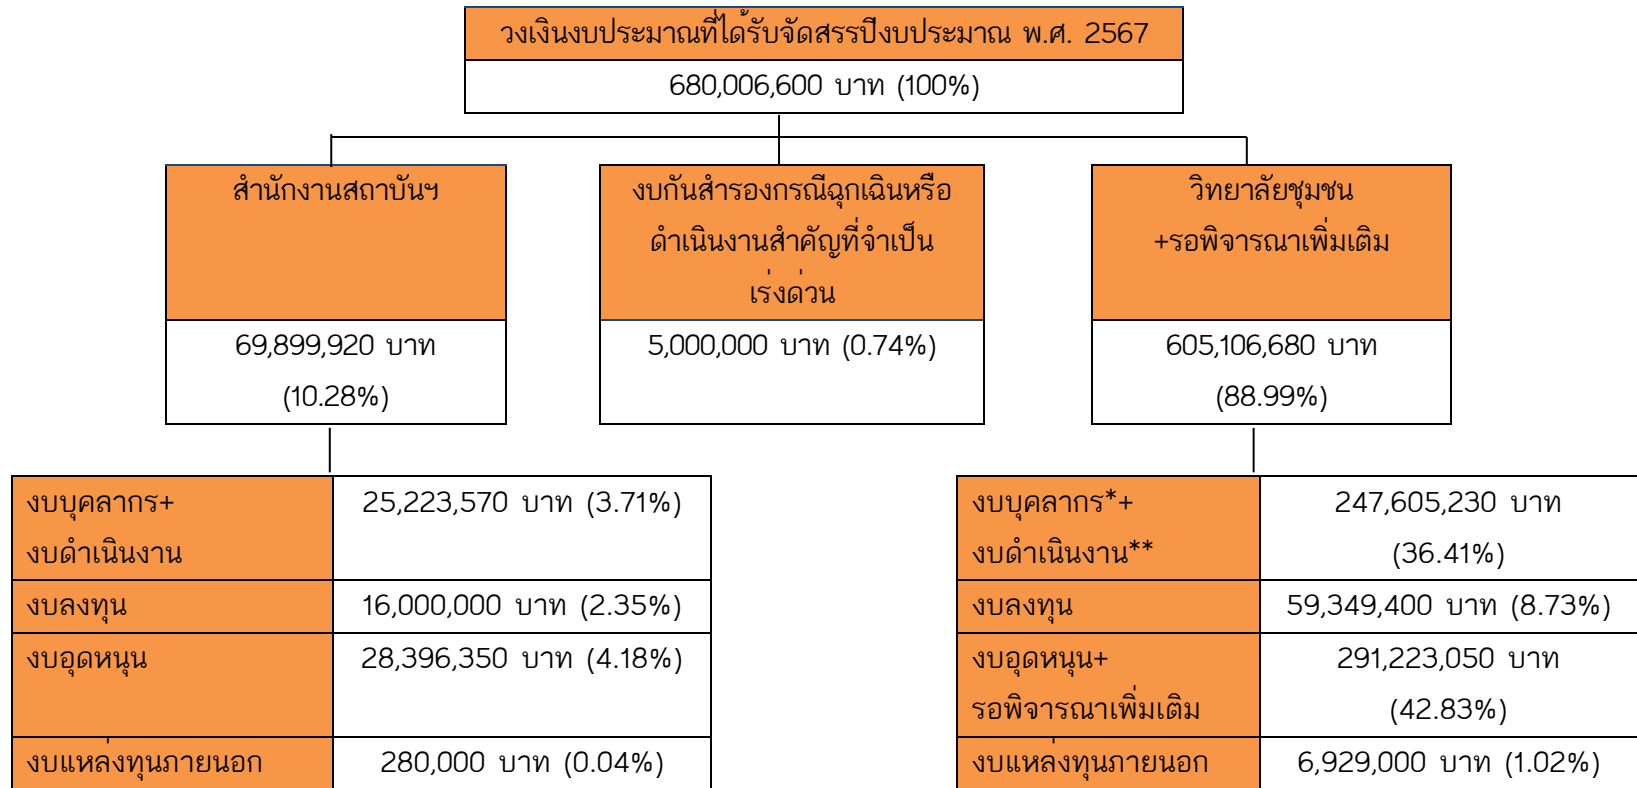 วงเงินงบประมาณที่ได้รับจัดสรรปีงบประมาณ พ.ศ. 2567
680,006,600 บาท (100%)
สำนักงานสถาบันฯ
69,899,920 บาท
(10.28%)
งบกันสำรองกรณีฉุกเฉินหรือ
ดำเนินงานสำคัญที่จำเป็น
เร่งด่วน
5,000,000 บาท (0.74%)
วิทยาลัยชุมชน
+รอพิจารณาเพิ่มเติม
605,106,680 บาท
(88.99%)
งบบุคลากร+
งบดำเนินงาน
25,223,570 บาท (3.71%)
งบลงทุน
16,000,000 บาท (2.35%)
งบอุดหนุน
28,396,350 บาท (4.18%)
งบแหล่งทุนภายนอก
280,000 บาท (0.04%)
งบบุคลากร*+
งบดำเนินงาน**
247,605,230 บาท
(36.41%)
งบลงทุน
59,349,400 บาท (8.73%)
งบอุดหนุน+
รอพิจารณาเพิ่มเติม
291,223,050 บาท
(42.83%)
งบแหล่งทุนภายนอก
6,929,000 บาท (1.02%)